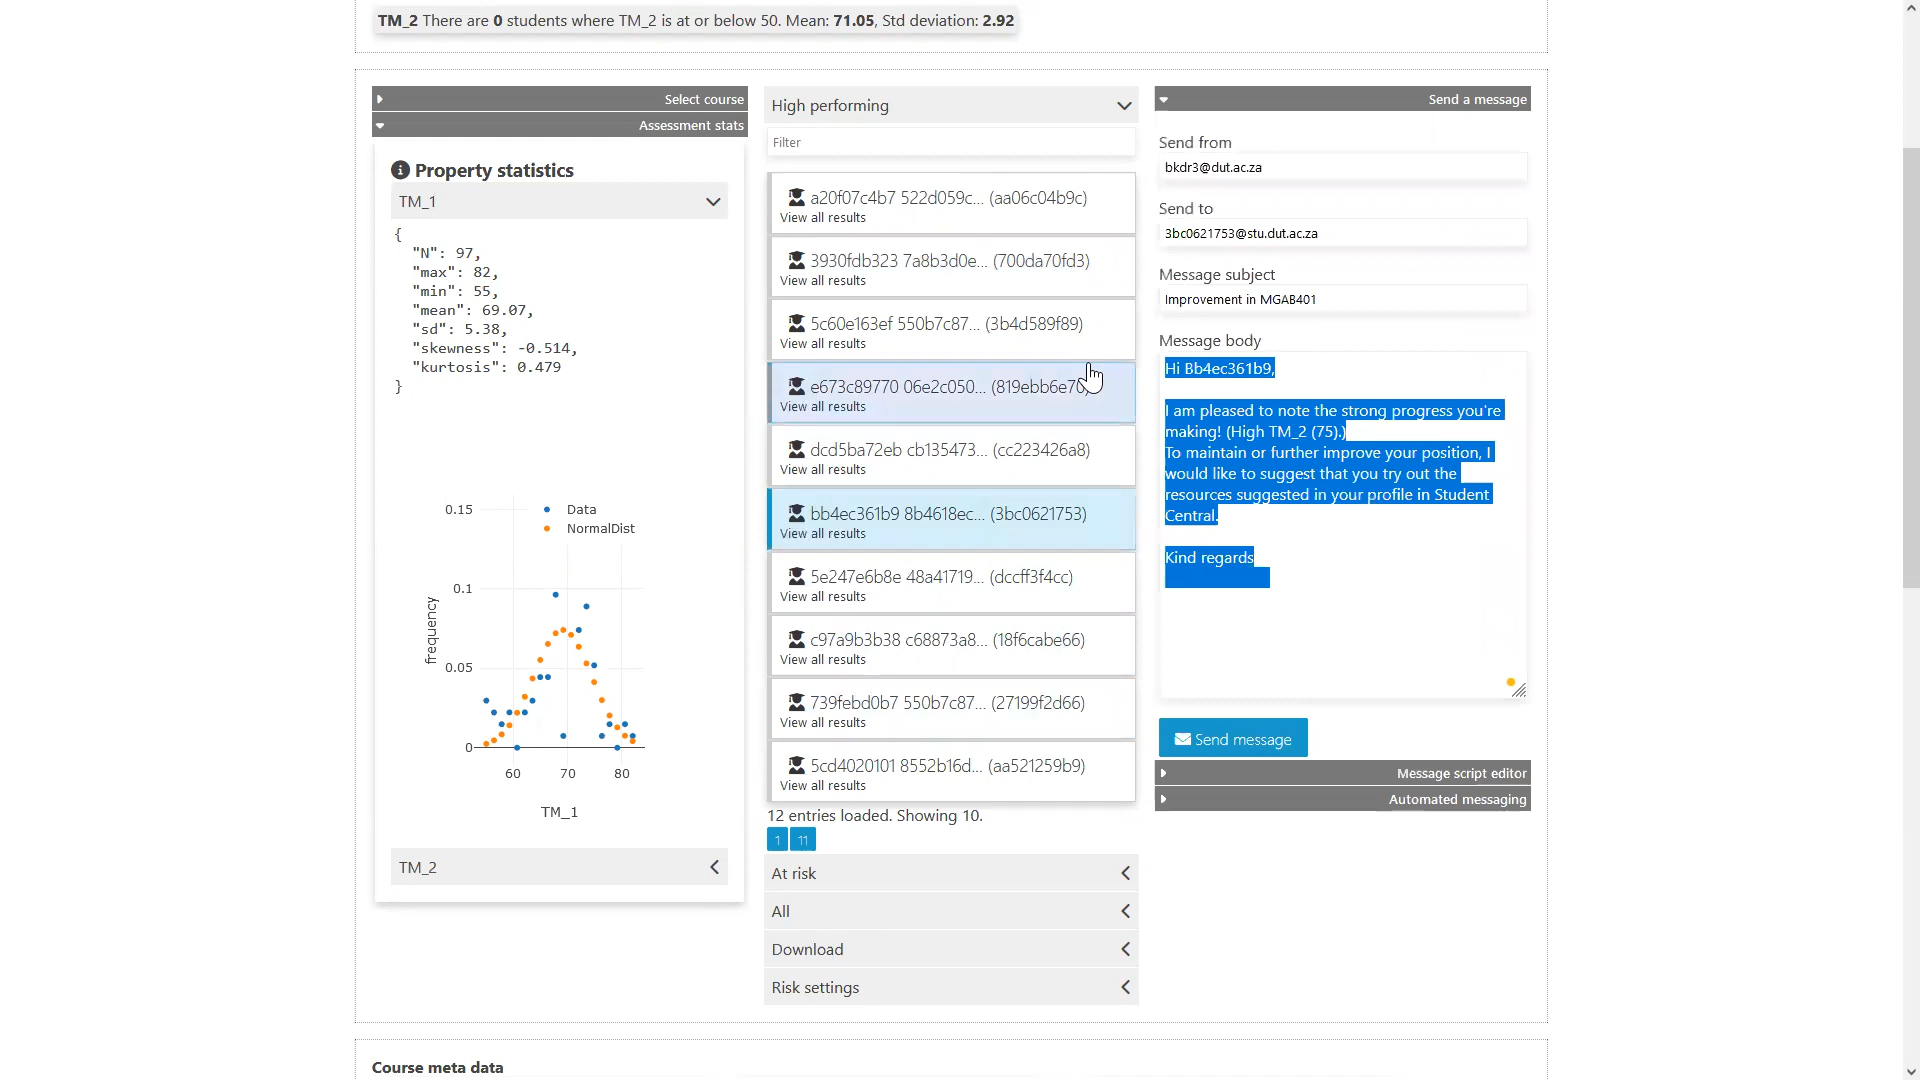 TM_2 There are 0 students where TM_2 is at or below 50. Mean: 71.05, Std deviation: 2.92
Select course
Assessment stats
Property statistics
TM_1
{
"N": 97,
"max": 82,
"min": 55,
"mean": 69.07,
"sd": 5.38,
"skewness": -0.514,
"kurtosis": 0.479
}
0.15
Data
NormalDist
0.1
0.05
0
frequency
60 70 80
TM_1
TM_2
High performing
Filter
a20f07c4b7 522d059c... (aa06c04b9c)
View all results
3930fdb323 7a8b3d0e... (700da70fd3)
View all results
5c60e163ef 550b7c87... (3b4d589f89)
View all results
e673c89770 06e2c050...
View all results
dcd5ba72eb cb135473... (cc223426a8)
View all results
bb4ec361b9 8b4618ec... (3bc0621753)
View all results
5e247e6b8e 48a41719... (dccff3f4cc)
View all results
c97a9b3b38 c68873a8... (18f6cabe66)
View all results
739febd0b7 550b7c87... (27199f2d66)
View all results
5cd4020101 8552b16d... (aa521259b9)
View all results
12 entries loaded. Showing 10.
1 11
At risk
All
Download
Risk settings
Send a message
Send from
bkdr3@dut.ac.za
Send to
3bc0621753@stu.dut.ac.za
Message subject
Improvement in MGAB401
Message body
Hi Bb4ec361b9,
I am pleased to note the strong progress you're
making! (High TM_2 (75).)
To maintain or further improve your position, I
would like to suggest that you try out the
resources suggested in your profile in Student
Central.
Kind regards
Send message
Message script editor
Automated messaging
Course meta data